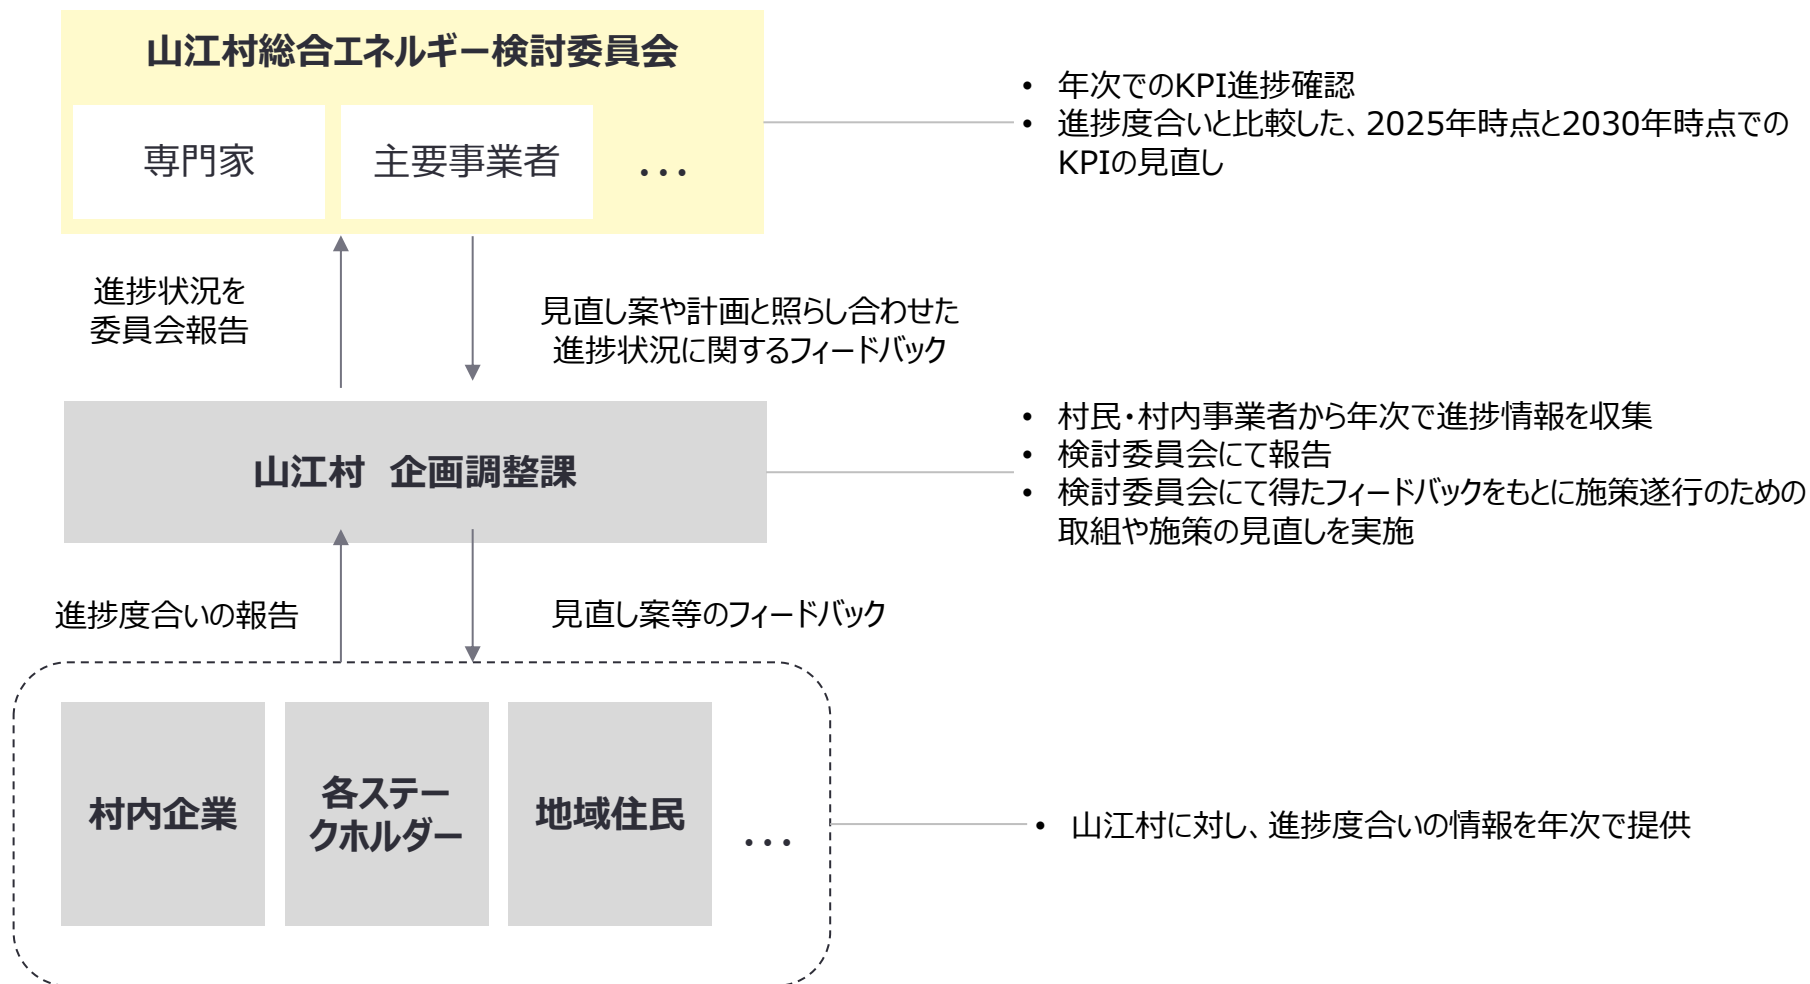 山江村総合エネルギー検討委員会
専門家
主要事業者
…
• 年次でのKPI進捗確認
• 進捗度合いと比較した、2025年時点と2030年時点での
KPIの見直し
進捗状況を
委員会報告
見直し案や計画と照らし合わせた
進捗状況に関するフィードバック
山江村　企画調整課
• 村民・村内事業者から年次で進捗情報を収集
• 検討委員会にて報告
• 検討委員会にて得たフィードバックをもとに施策遂行のための
取組や施策の見直しを実施
進捗度合いの報告
見直し案等のフィードバック
村内企業
各ステー
クホルダー
地域住民
…
• 山江村に対し、進捗度合いの情報を年次で提供